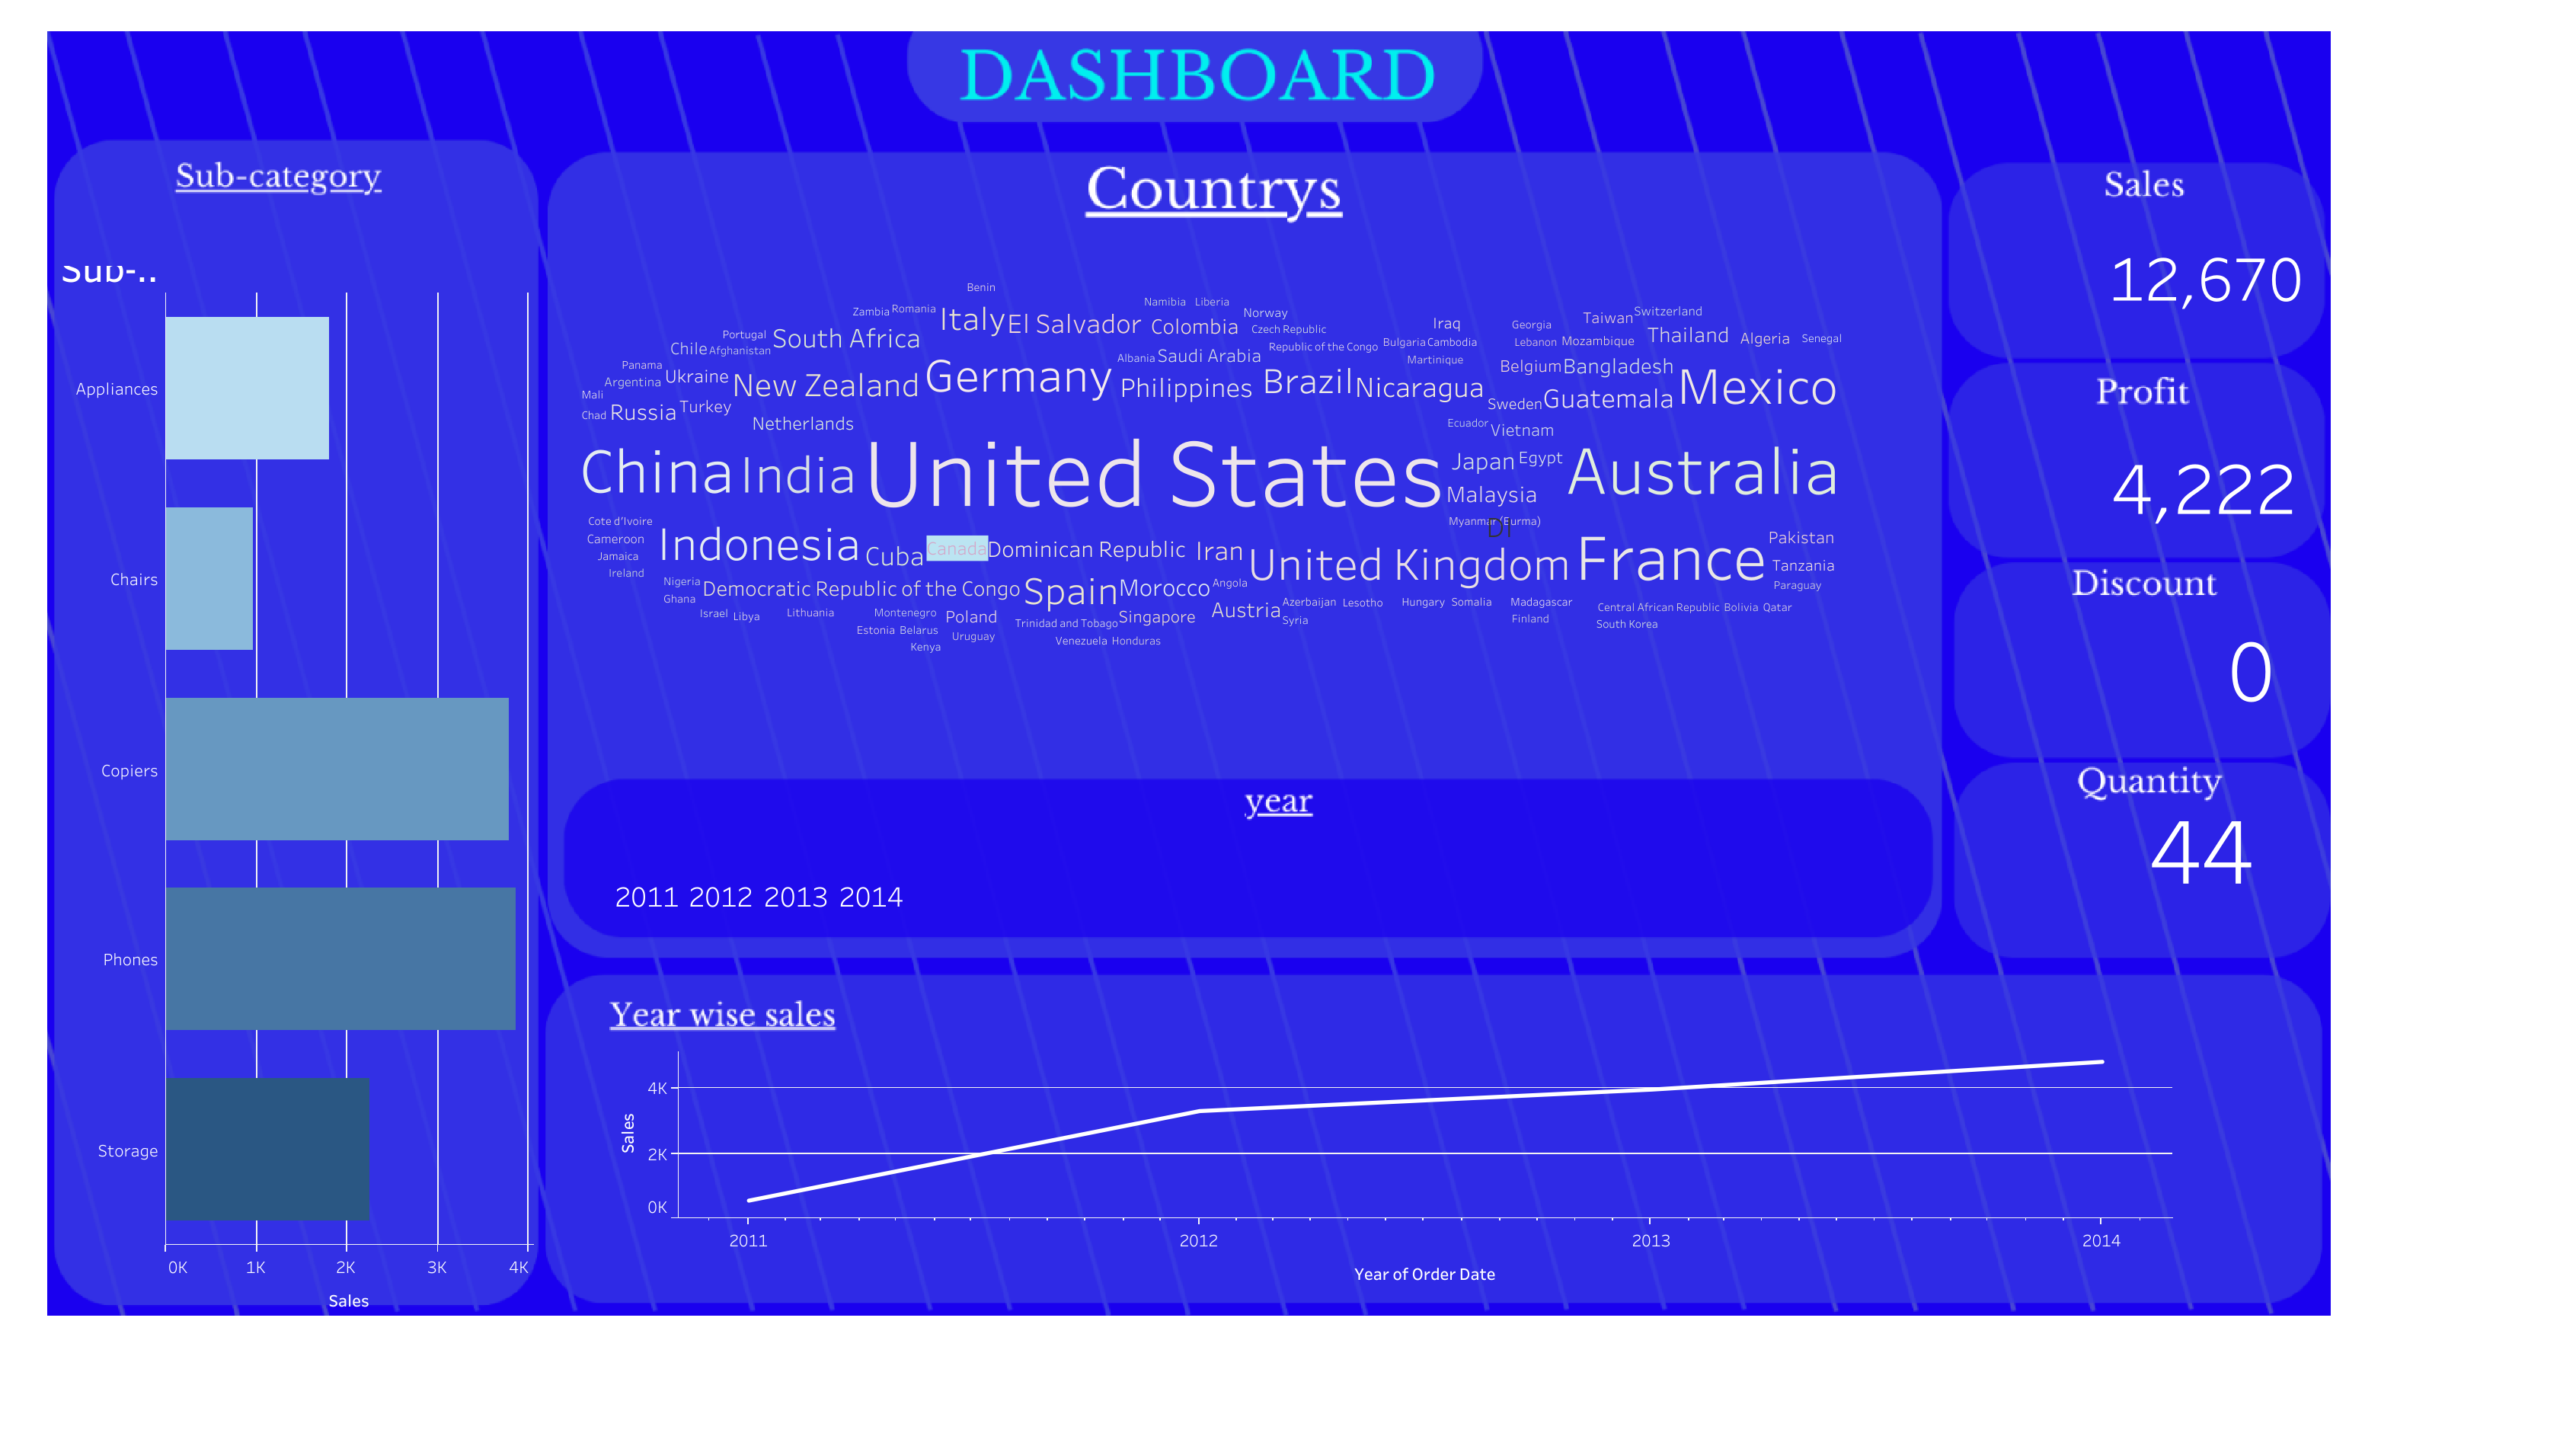 DASHBOARD
Sub-category
Sub-..
Appliances
Chairs
Copiers
Phones
Storage
0K 1K 2K 3K 4K
Sales
Countrys
Benin
Zambia Romania Italy El Salvador Namibia Liberia Colombia Norway Czech Republic Iraq Georgia Taiwan Switzerland
Portugal South Africa Republic of the Congo Bulgaria Cambodia Lebanon Mozambique Thailand Algeria Senegal
Chile Afghanistan Albania Saudi Arabia Martinique
Panama Argentina Ukraine New Zealand Germany Philippines Brazil Nicaragua Belgium Bangladesh Mexico
Mali
Chad Russia Turkey Sweden Guatemala
Netherlands Ecuador Vietnam
China India United States Japan Egypt Australia
Malaysia
Cote d'Ivoire Myanmar (Burma)
DI
Cameroon Indonesia Cuba Canada Dominican Republic Iran United Kingdom France Pakistan
Jamaica Tanzania
Ireland
Nigeria Democratic Republic of the Congo Spain Morocco Angola Paraguay
Ghana Azerbaijan Lesotho Hungary Somalia Madagascar Central African Republic Bolivia Qatar
Israel Libya Lithuania Montenegro Poland Trinidad and Tobago Singapore Austria Syria Finland South Korea
Estonia Belarus Uruguay Venezuela Honduras
Kenya
year
2011 2012 2013 2014
Sales
12,670
Profit
4,222
Discount
0
Quantity
44
Year wise sales
4K
2K
0K
Sales
2011 2012 2013 2014
Year of Order Date